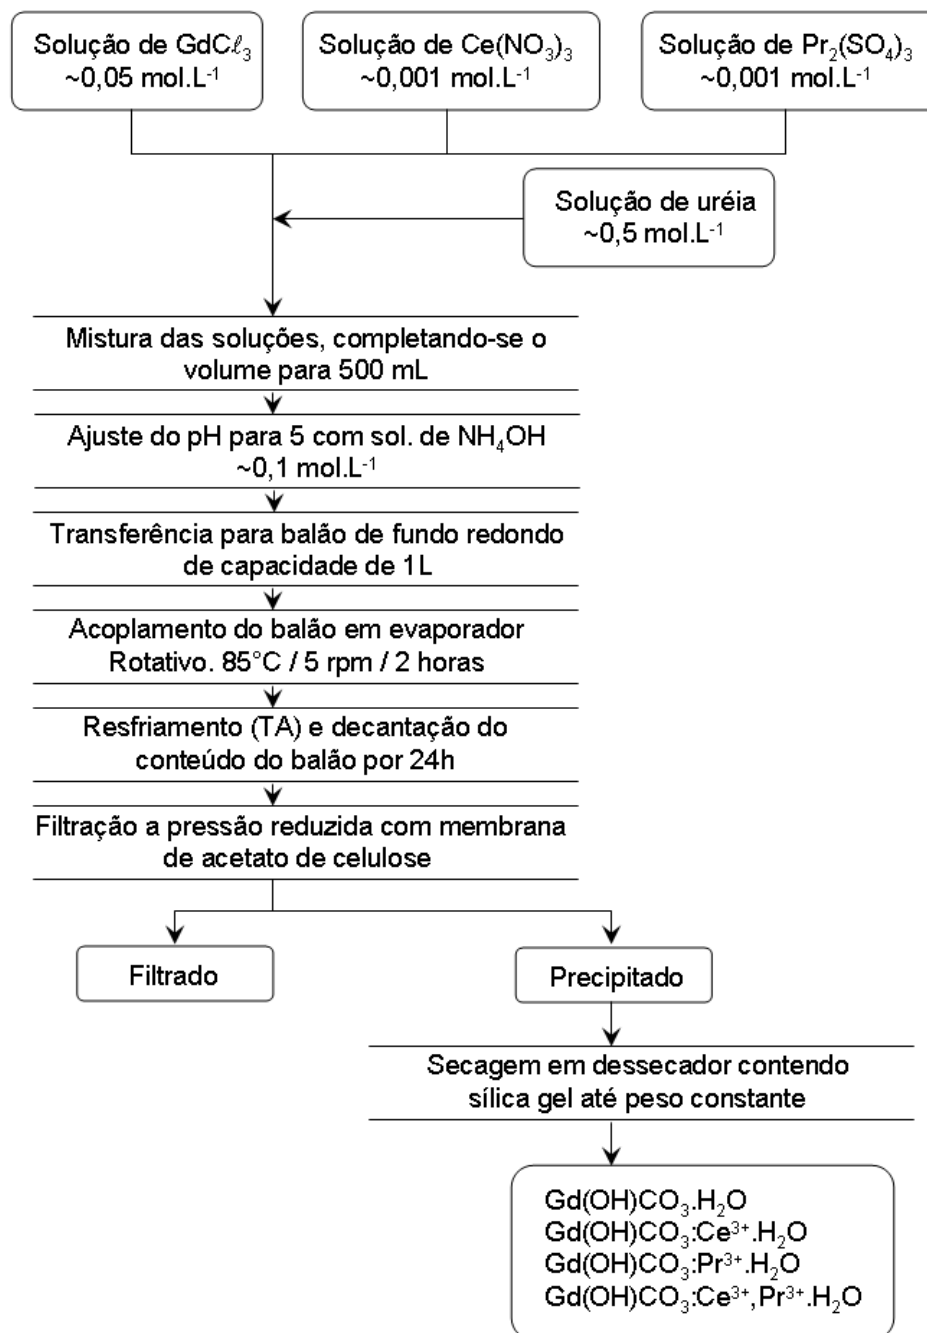 Solução de GdCℓ₃
~0,05 mol.L⁻¹
Solução de Ce(NO₃)₃
~0,001 mol.L⁻¹
Solução de Pr₂(SO₄)₃
~0,001 mol.L⁻¹
Solução de uréia
~0,5 mol.L⁻¹
Mistura das soluções, completando-se o
volume para 500 mL
Ajuste do pH para 5 com sol. de NH₄OH
~0,1 mol.L⁻¹
Transferência para balão de fundo redondo
de capacidade de 1L
Acoplamento do balão em evaporador
Rotativo. 85°C / 5 rpm / 2 horas
Resfriamento (TA) e decantação do
conteúdo do balão por 24h
Filtração a pressão reduzida com membrana
de acetato de celulose
Filtrado
Precipitado
Secagem em dessecador contendo
sílica gel até peso constante
Gd(OH)CO₃.H₂O
Gd(OH)CO₃:Ce³⁺.H₂O
Gd(OH)CO₃:Pr³⁺.H₂O
Gd(OH)CO₃:Ce³⁺,Pr³⁺.H₂O